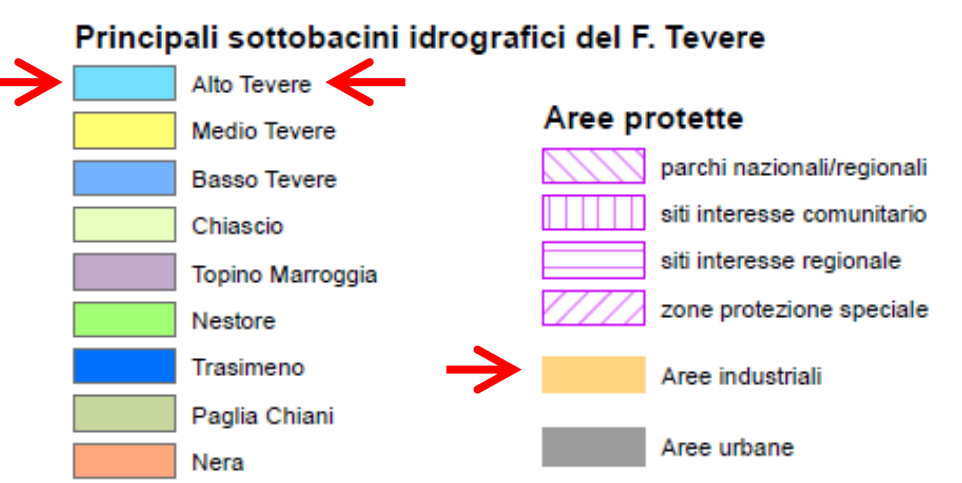 Principali sottobacini idrografici del F. Tevere
Alto Tevere
Medio Tevere
Basso Tevere
Chiascio
Topino Marroggia
Nestore
Trasimeno
Paglia Chiani
Nera
Aree protette
parchi nazionali/regionali
siti interesse comunitario
siti interesse regionale
zone protezione speciale
Aree industriali
Aree urbane